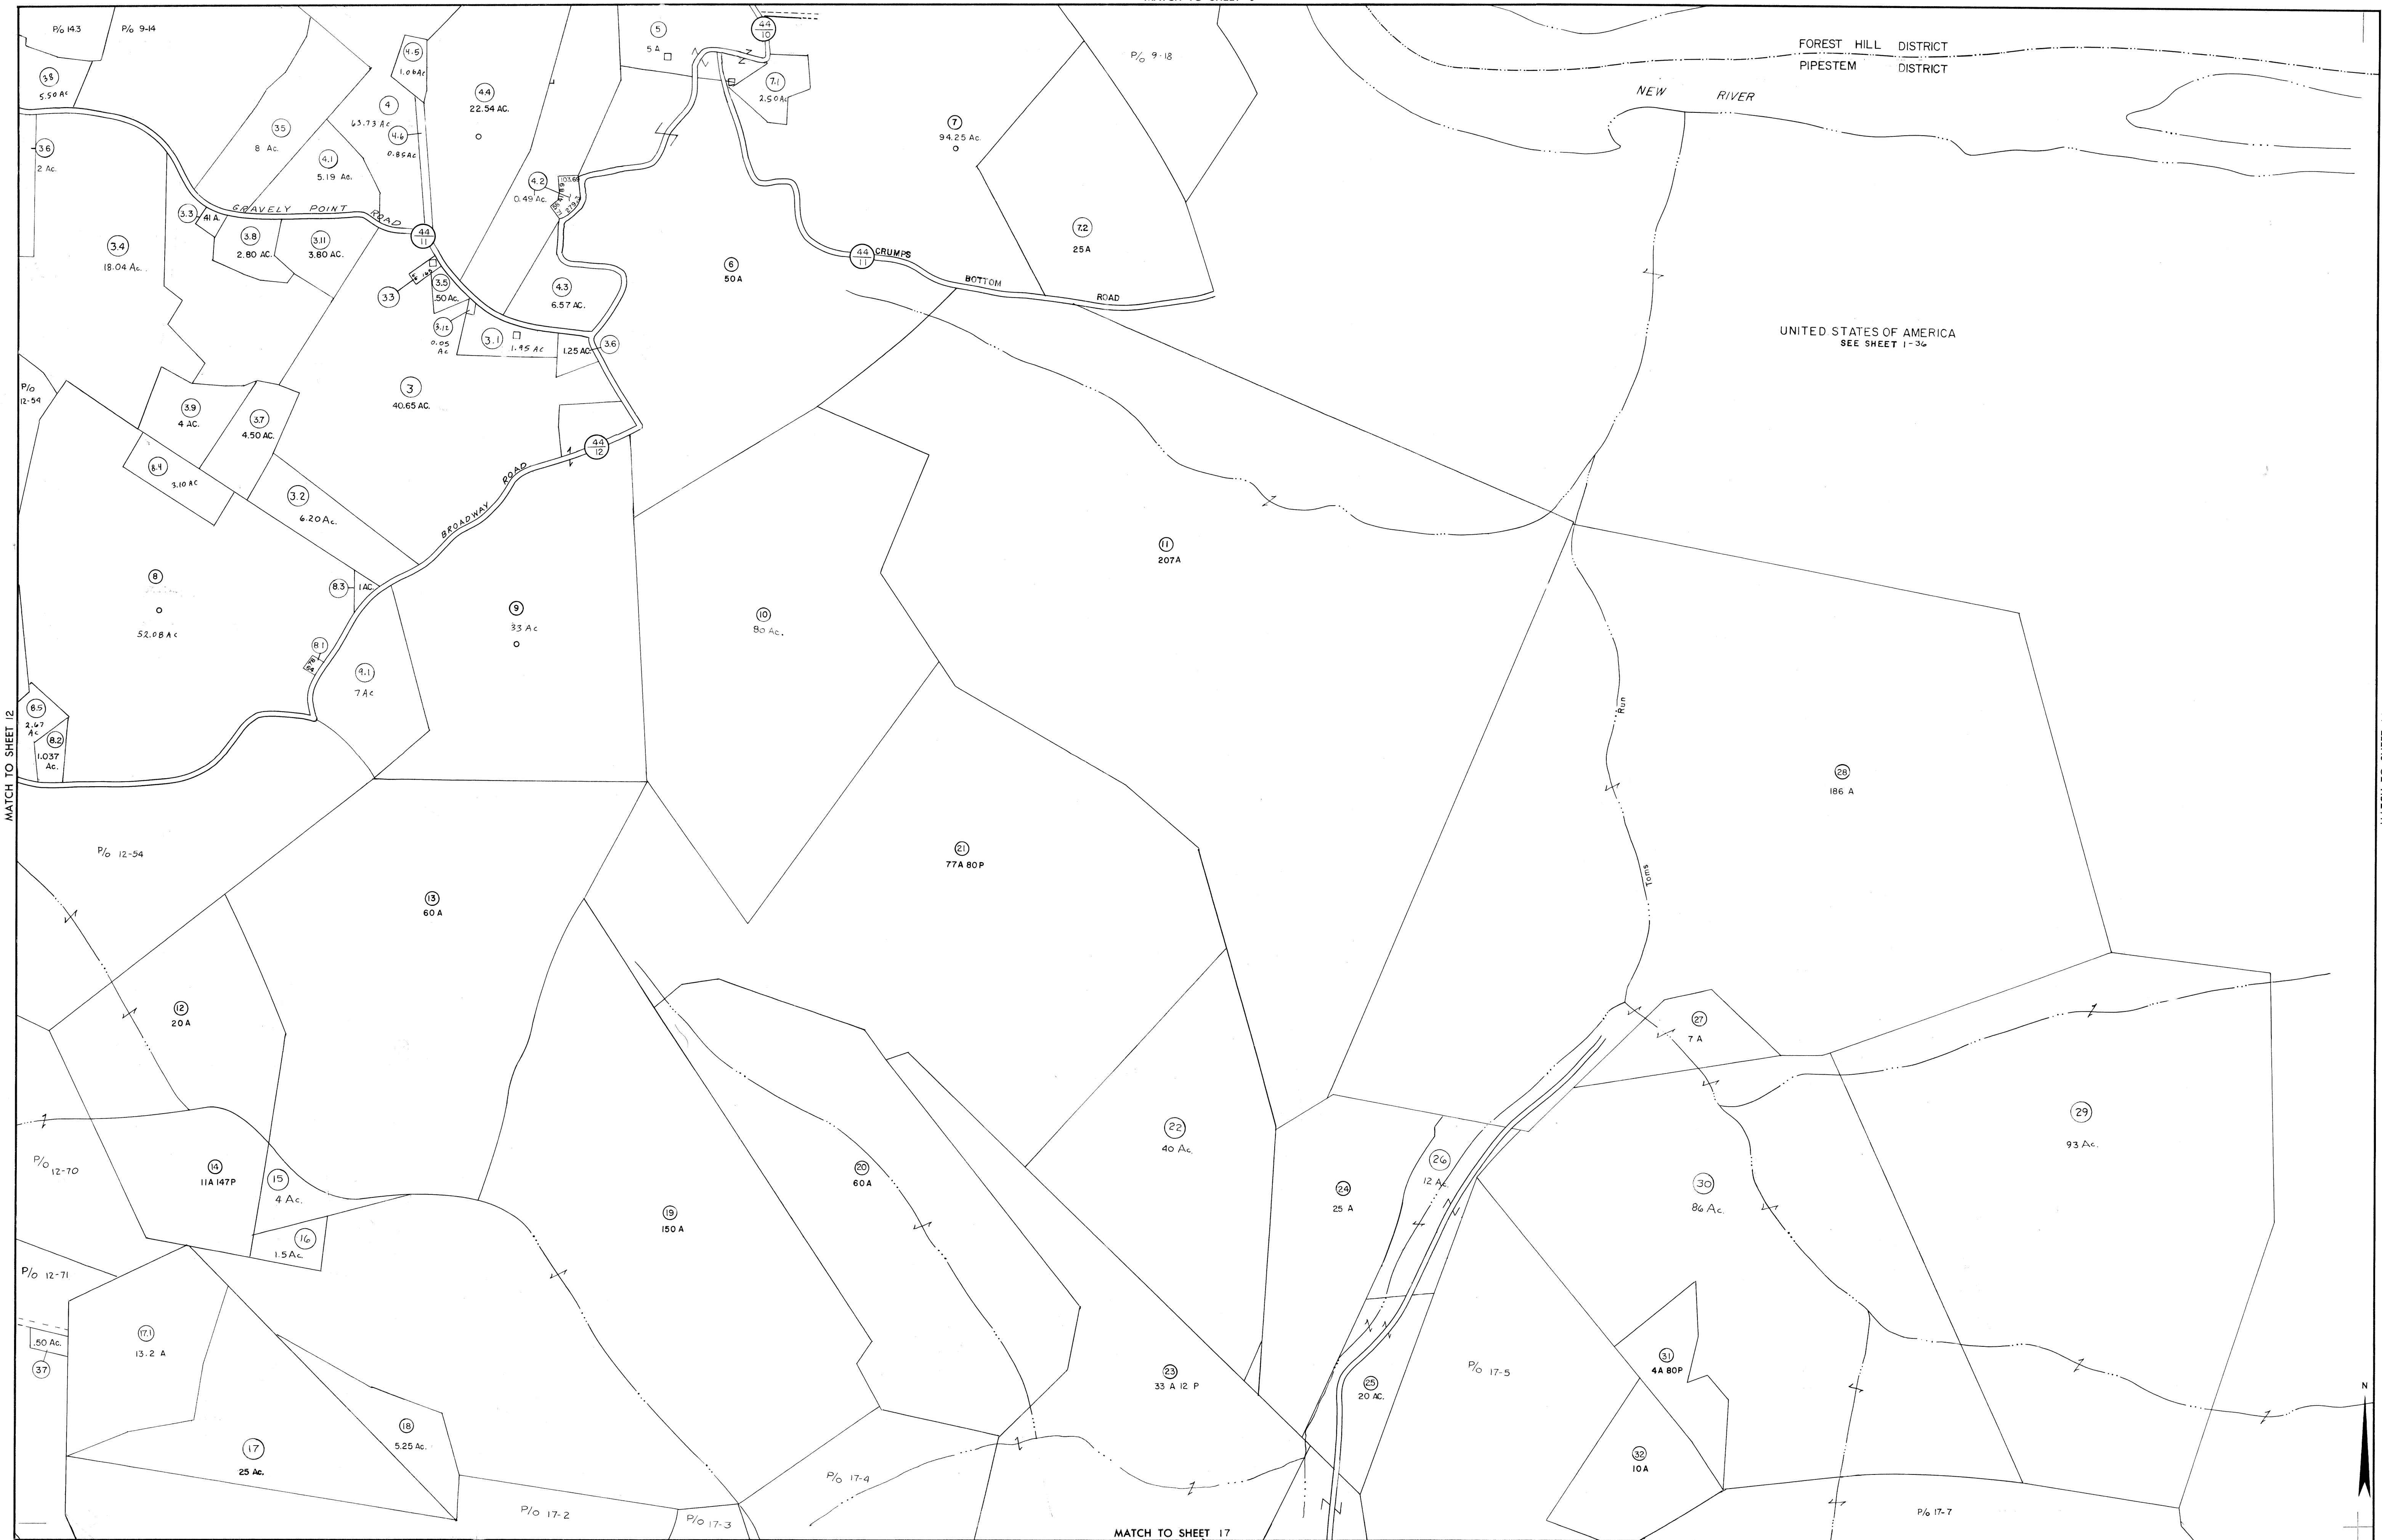 P/o 14.3
P/o 9-14
38
5.50 Ac
4.5
1.06 Ac
5
5 A
44
10
P/o 9-18
FOREST HILL DISTRICT
PIPESTEM DISTRICT
NEW RIVER
4.4
22.54 AC.
7.1
2.50 Ac
4
63.73 Ac
4.6
0.85 Ac
7
94.25 Ac.
35
8 Ac.
36
2 Ac.
4.1
5.19 Ac.
4.2
0.49 Ac.
103.69
3.3
.41 A.
GRAVELY POINT ROAD
44
11
3.4
18.04 Ac.
3.8
2.80 AC.
3.11
3.80 AC.
7.2
25 A
44
11
CRUMPS
BOTTOM
ROAD
6
50 A
33
3.5
.50 Ac.
4.3
6.57 AC.
3.12
0.05
Ac
3.1
1.95 Ac
1.25 AC.
3.6
UNITED STATES OF AMERICA
SEE SHEET 1-36
P/o
12-54
3
40.65 AC.
3.9
4 AC.
3.7
4.50 AC.
44
12
8.4
3.10 AC
3.2
6.20 Ac.
BROADWAY ROAD
11
207 A
8
52.08 Ac
8.3
1 AC.
9
33 Ac
10
80 Ac.
8.1
9.1
7 Ac
8.5
2.67
Ac
8.2
1.037
Ac.
MATCH TO SHEET 12
Run
28
186 A
P/o 12-54
21
77A 80P
Toms
13
60 A
12
20 A
27
7 A
22
40 Ac.
29
93 Ac.
P/o 12-70
14
11A 147P
15
4 Ac.
20
60 A
24
25 A
26
12 Ac.
30
86 Ac.
19
150 A
16
1.5 Ac.
P/o 12-71
17.1
13.2 A
.50 Ac.
37
23
33 A 12 P
25
20 AC.
P/o 17-5
31
4A 80P
N
18
5.25 Ac.
17
25 Ac.
32
10 A
P/o 17-4
P/o 17-2
P/o 17-3
P/o 17-7
MATCH TO SHEET 17